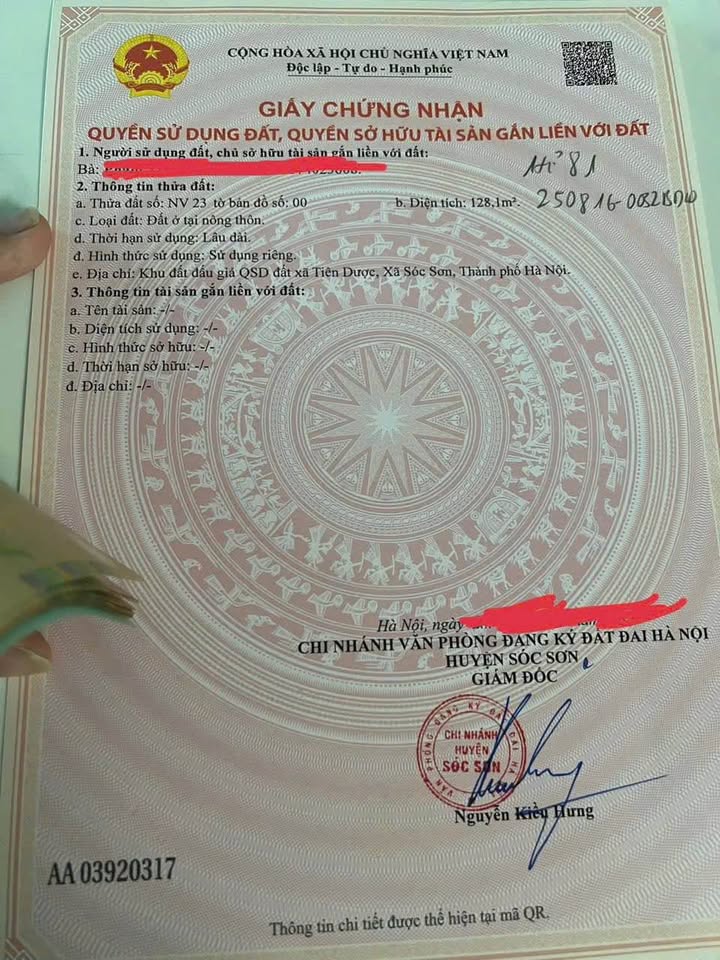 CỘNG HÒA XÃ HỘI CHỦ NGHĨA VIỆT NAM
Độc lập - Tự do - Hạnh phúc
GIẤY CHỨNG NHẬN
QUYỀN SỬ DỤNG ĐẤT, QUYỀN SỞ HỮU TÀI SẢN GẮN LIỀN VỚI ĐẤT
1. Người sử dụng đất, chủ sở hữu tài sản gắn liền với đất:
Bà:
81
2. Thông tin thửa đất:
a. Thửa đất số: NV 23 tờ bản đồ số: 00 b. Diện tích: 128,1m².
c. Loại đất: Đất ở tại nông thôn.
d. Thời hạn sử dụng: Lâu dài.
đ. Hình thức sử dụng: Sử dụng riêng.
e. Địa chỉ: Khu đất đấu giá QSD đất xã Tiên Dược, Xã Sóc Sơn, Thành phố Hà Nội.
3. Thông tin tài sản gắn liền với đất:
a. Tên tài sản: -/-
b. Diện tích sử dụng: -/-
c. Hình thức sở hữu: -/-
d. Thời hạn sở hữu: -/-
đ. Địa chỉ: -/-
Hà Nội, ngày
CHI NHÁNH VĂN PHÒNG ĐĂNG KÝ ĐẤT ĐAI HÀ NỘI
HUYỆN SÓC SƠN
GIÁM ĐỐC
VĂN PHÒNG ĐĂNG KÝ ĐẤT ĐAI HÀ
CHI NHÁNH
HUYỆN
SÓC SƠN
Nguyễn Kiều Hưng
AA 03920317
Thông tin chi tiết được thể hiện tại mã QR.